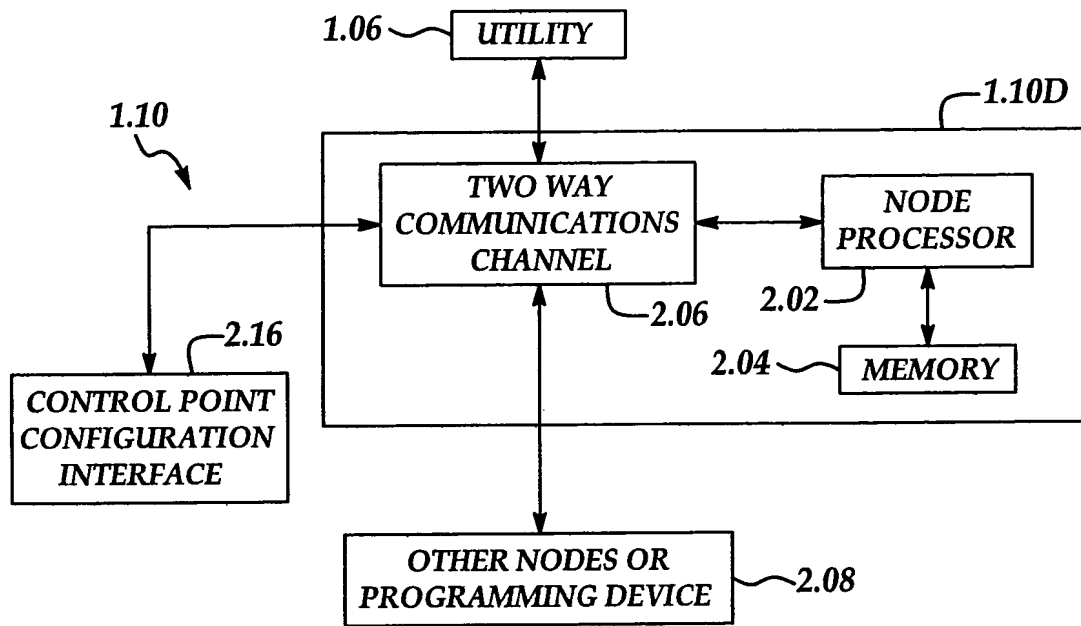 1.06
UTILITY
1.10D
1.10
TWO WAY
COMMUNICATIONS
CHANNEL
NODE
PROCESSOR
2.06
2.02
2.16
2.04
MEMORY
CONTROL POINT
CONFIGURATION
INTERFACE
OTHER NODES OR
PROGRAMMING DEVICE
2.08